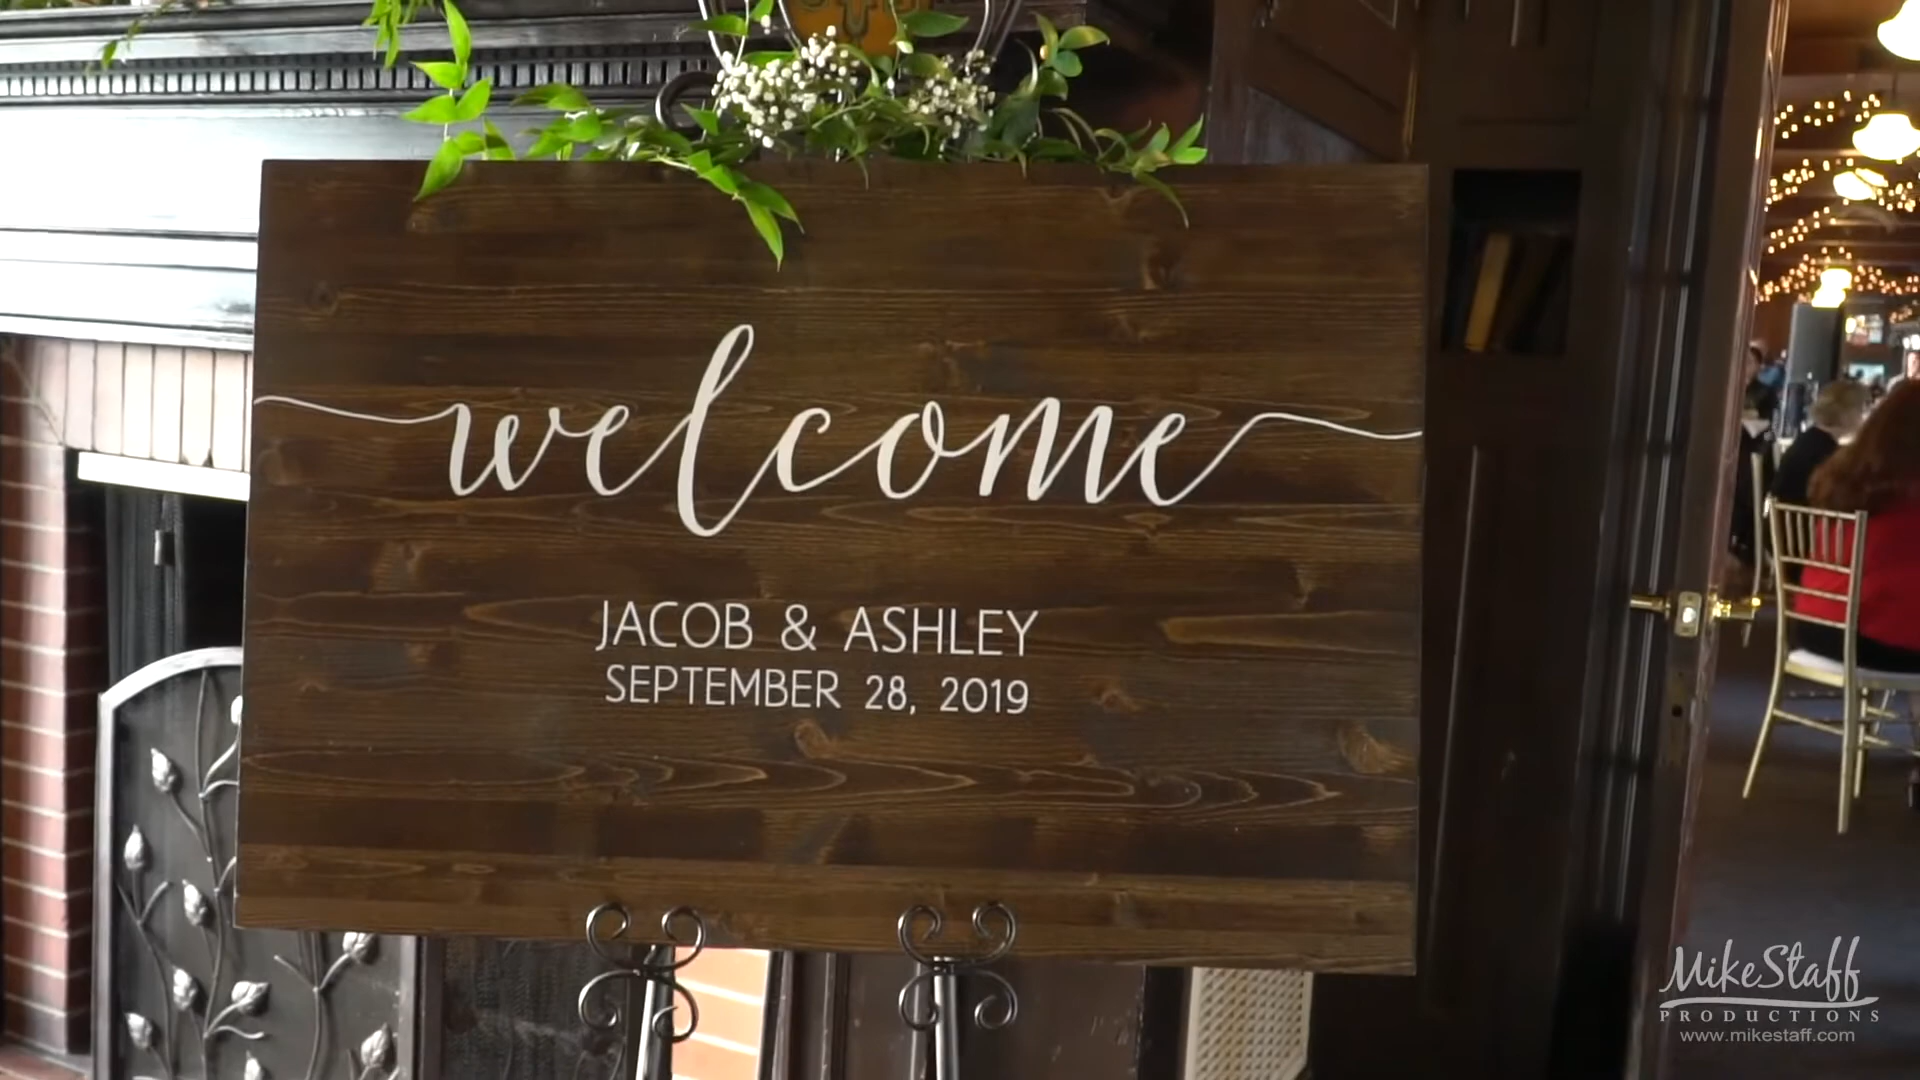 welcome
JACOB & ASHLEY
SEPTEMBER 28, 2019
MikeStaff
PRODUCTIONS
www.mikestaff.com